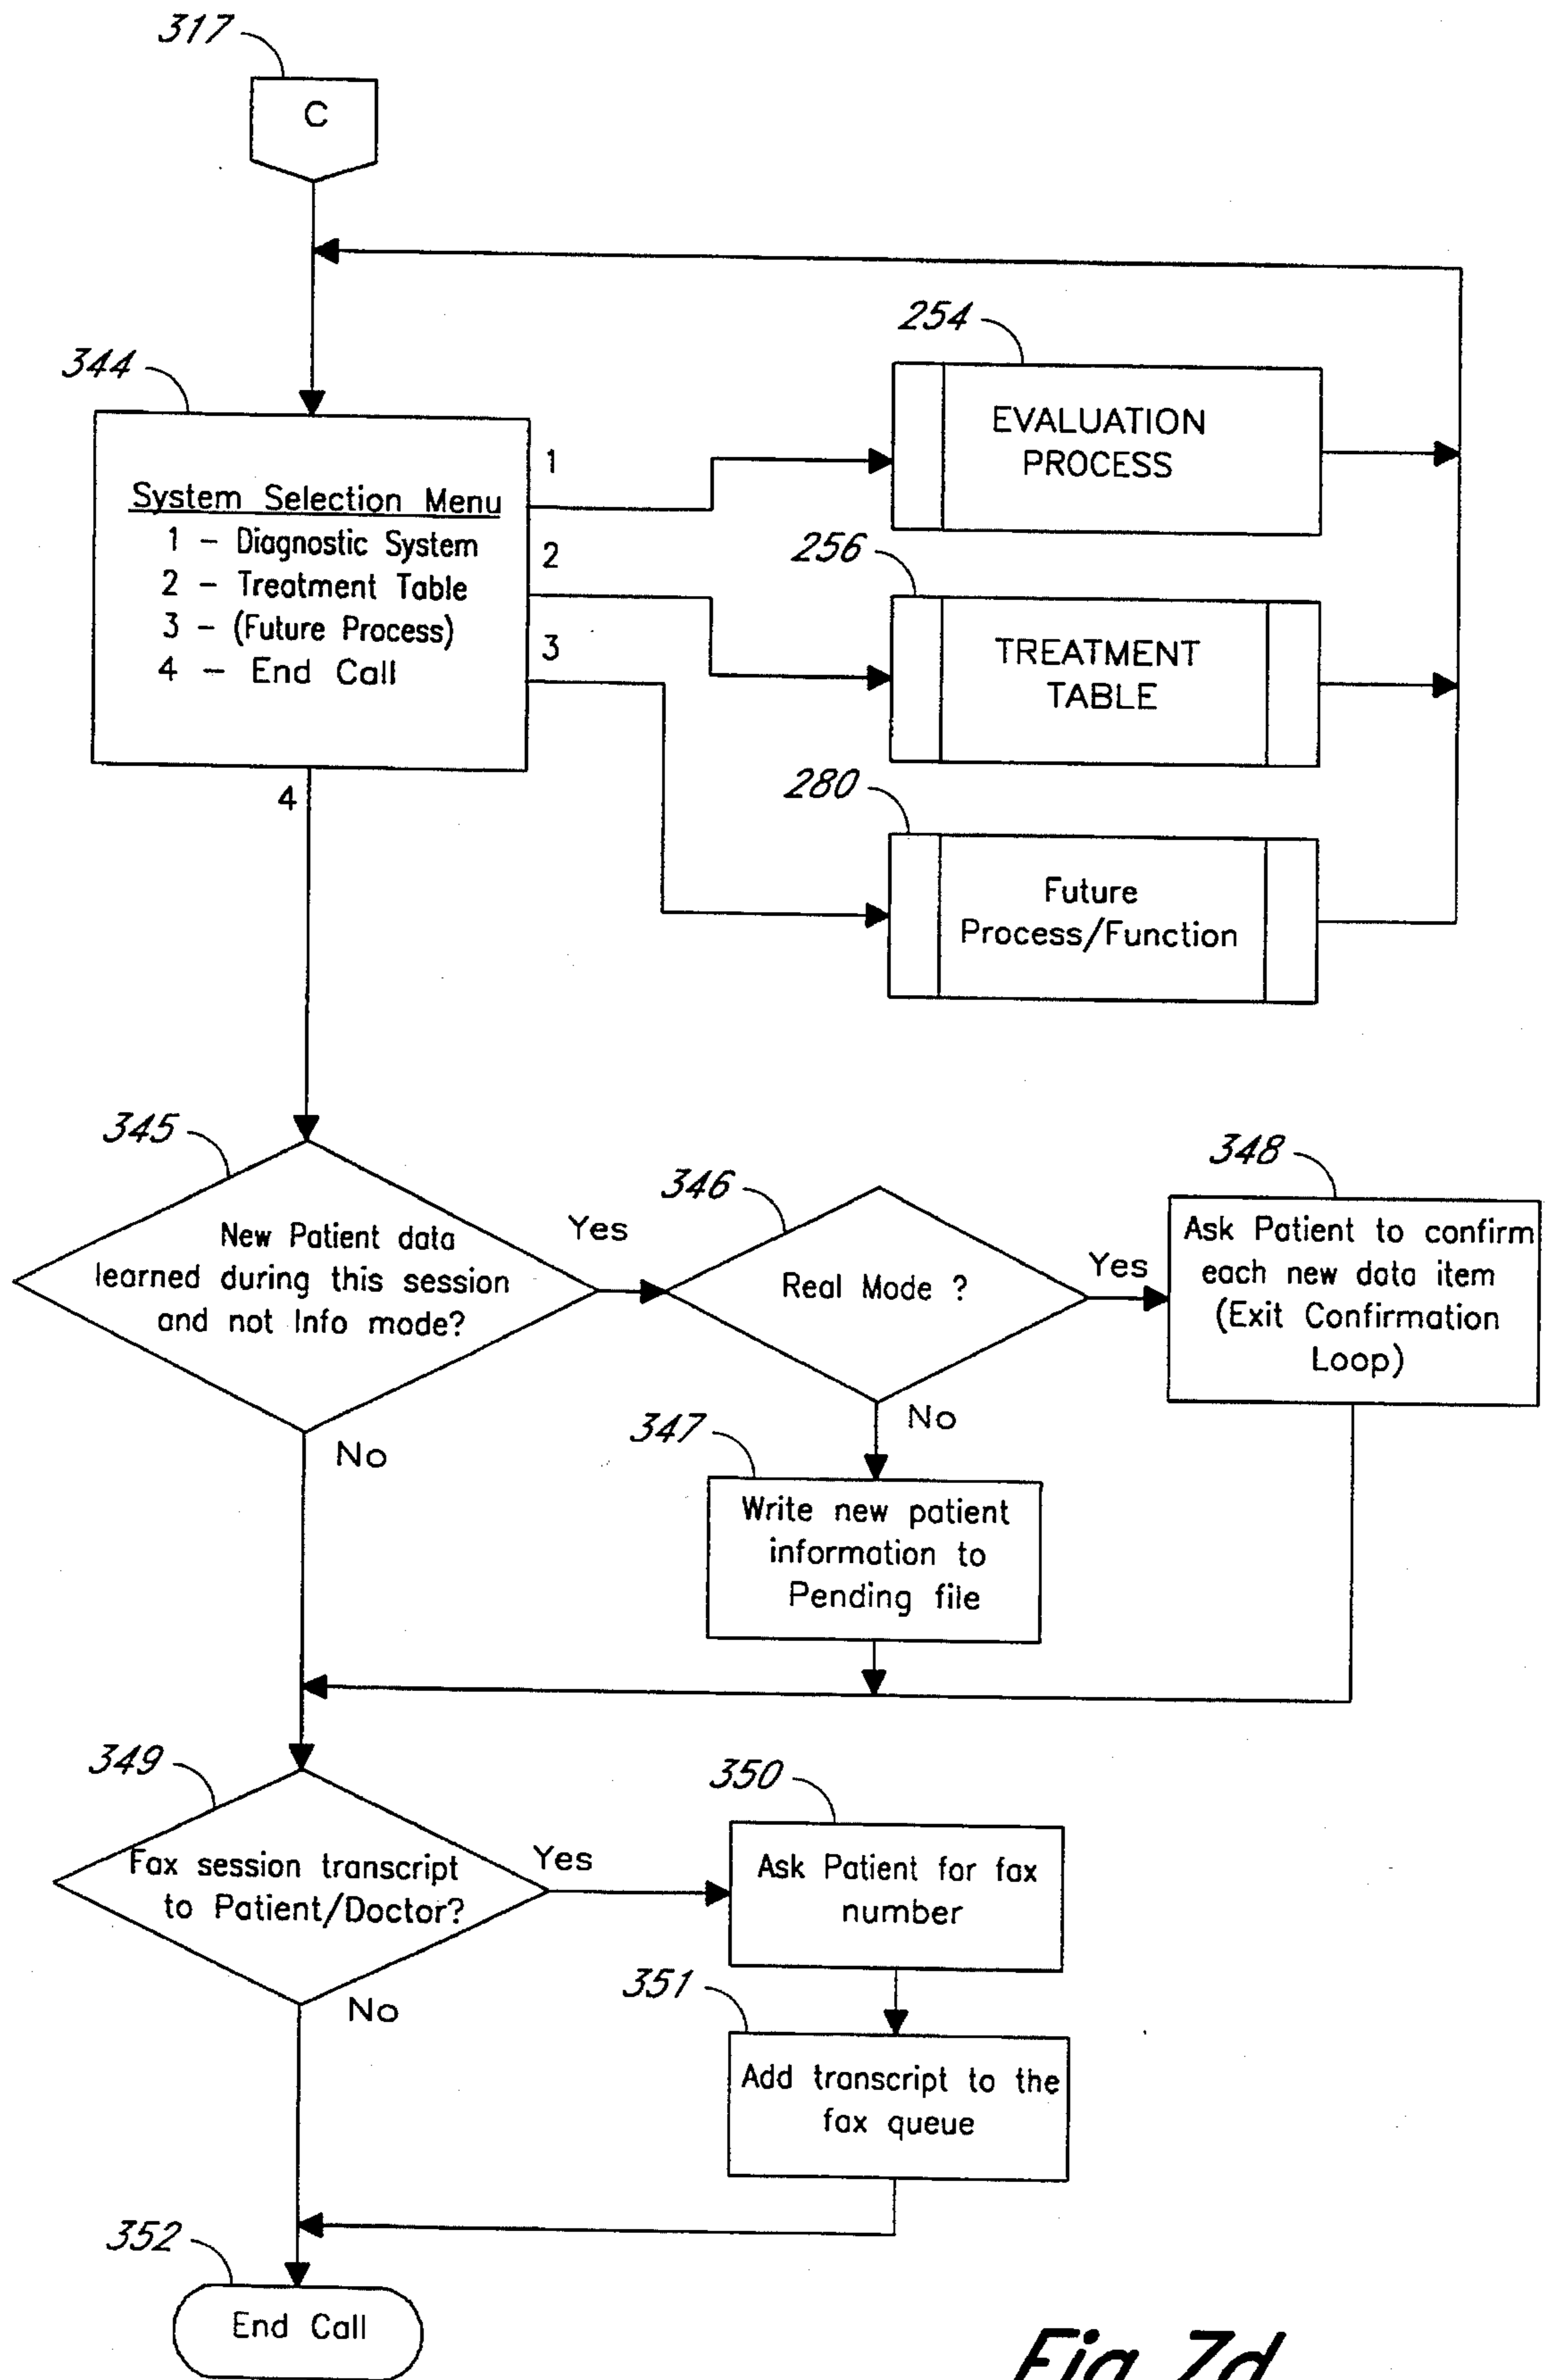 317
C
344
System Selection Menu
1 – Diagnostic System
2 – Treatment Table
3 – (Future Process)
4 – End Call
1
2
3
4
254
EVALUATION
PROCESS
256
TREATMENT
TABLE
280
Future
Process/Function
345
New Patient data
learned during this session
and not Info mode?
Yes
No
346
Real Mode ?
Yes
No
348
Ask Patient to confirm
each new data item
(Exit Confirmation
Loop)
347
Write new patient
information to
Pending file
349
Fax session transcript
to Patient/Doctor?
Yes
No
350
Ask Patient for fax
number
351
Add transcript to the
fax queue
352
End Call
Fig. 7d